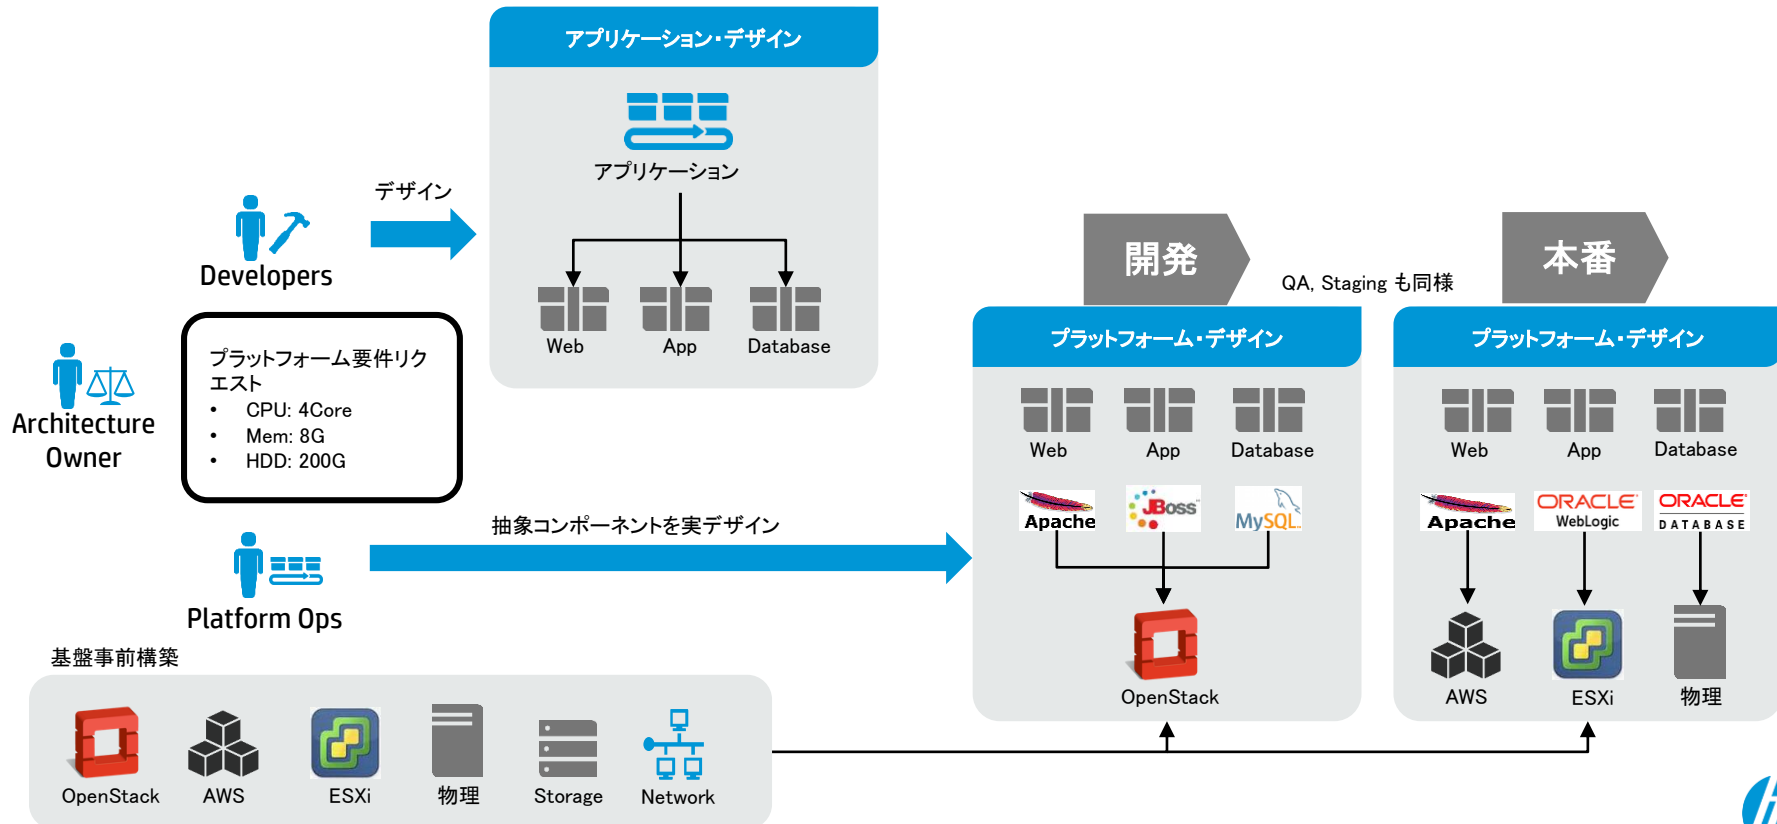 アプリケーション・デザイン
アプリケーション
Web
App
Database
デザイン
Developers
プラットフォーム要件リク
エスト
• CPU: 4Core
• Mem: 8G
• HDD: 200G
Architecture
Owner
Platform Ops
抽象コンポーネントを実デザイン
開発
QA, Staging も同様
本番
プラットフォーム・デザイン
Web
App
Database
Apache
JBoss
MySQL
OpenStack
プラットフォーム・デザイン
Web
App
Database
Apache
ORACLE
WebLogic
ORACLE
DATABASE
AWS
ESXi
物理
基盤事前構築
OpenStack
AWS
ESXi
物理
Storage
Network